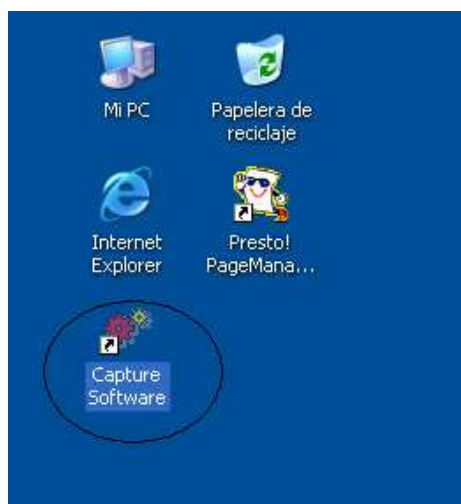 Mi PC
Papelera de
reciclaje
Internet
Explorer
Presto!
PageMana...
Capture
Software